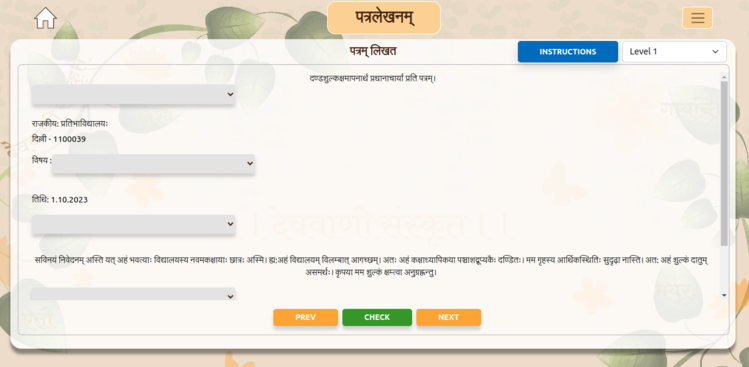 पत्रलेखनम्
पत्रम् लिखत
INSTRUCTIONS
Level 1
दण्डशुल्कक्षमापनार्थं प्रधानाचार्यां प्रति पत्रम्।
राजकीय: प्रतिभाविद्यालयः
दिल्ली - 1100039
विषय :
तिथि: 1.10.2023
सविनयं निवेदनम् अस्ति यत् अहं भवत्याः विद्यालयस्य नवमकक्षायाः छात्रः अस्मि। ह्य:अहं विद्यालयम् विलम्बात् आगच्छम्। अतः अहं कक्षाध्यापिकया पञ्चाशद्रूप्यकैः दण्डितः। मम गृहस्य आर्थिकस्थितिः सुदृढा नास्ति। अत: अहं शुल्कं दातुम्
असमर्थः। कृपया मम शुल्कं क्षम्त्वा अनुग्रह्णन्तु।
PREV
CHECK
NEXT